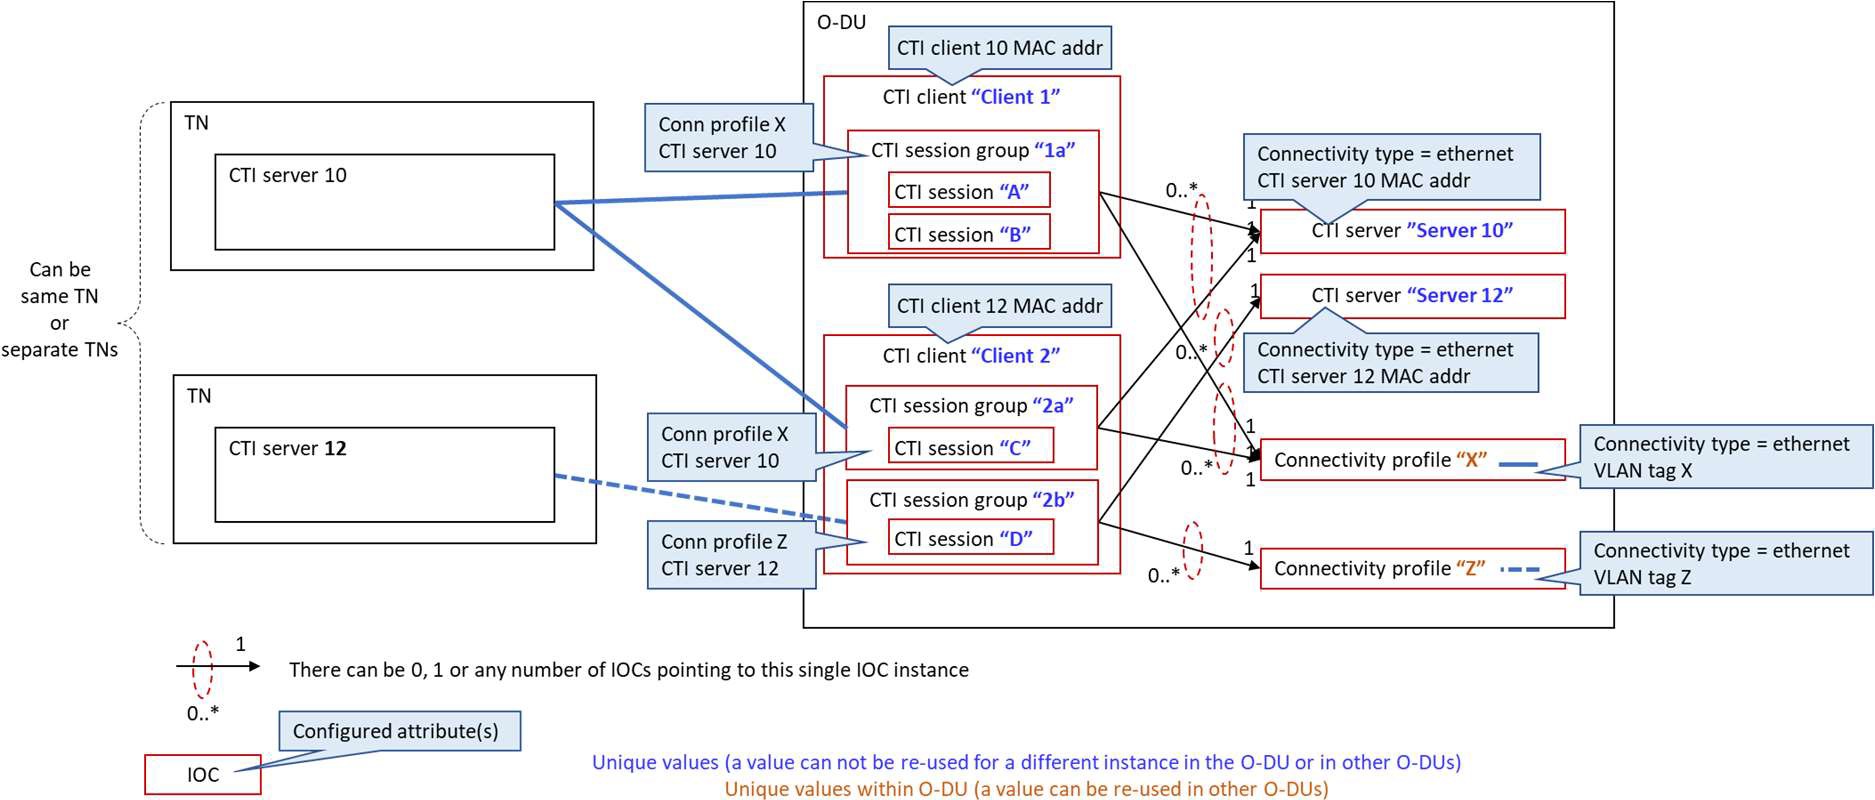 O-DU
CTI client 10 MAC addr
CTI client “Client 1”
TN
CTI server 10
Conn profile X
CTI server 10
CTI session group “1a”
CTI session “A”
CTI session “B”
0..*
1
1
1
Connectivity type = ethernet
CTI server 10 MAC addr
CTI server ”Server 10”
Can be
same TN
or
separate TNs
CTI client 12 MAC addr
CTI client “Client 2”
1
CTI server “Server 12”
0..*
Connectivity type = ethernet
CTI server 12 MAC addr
TN
CTI server 12
Conn profile X
CTI server 10
CTI session group “2a”
CTI session “C”
0..*
1
1
1
Connectivity profile “X”
Connectivity type = ethernet
VLAN tag X
Conn profile Z
CTI server 12
CTI session group “2b”
CTI session “D”
0..*
1
Connectivity profile “Z”
Connectivity type = ethernet
VLAN tag Z
1
0..*
There can be 0, 1 or any number of IOCs pointing to this single IOC instance
Configured attribute(s)
IOC
Unique values (a value can not be re-used for a different instance in the O-DU or in other O-DUs)
Unique values within O-DU (a value can be re-used in other O-DUs)